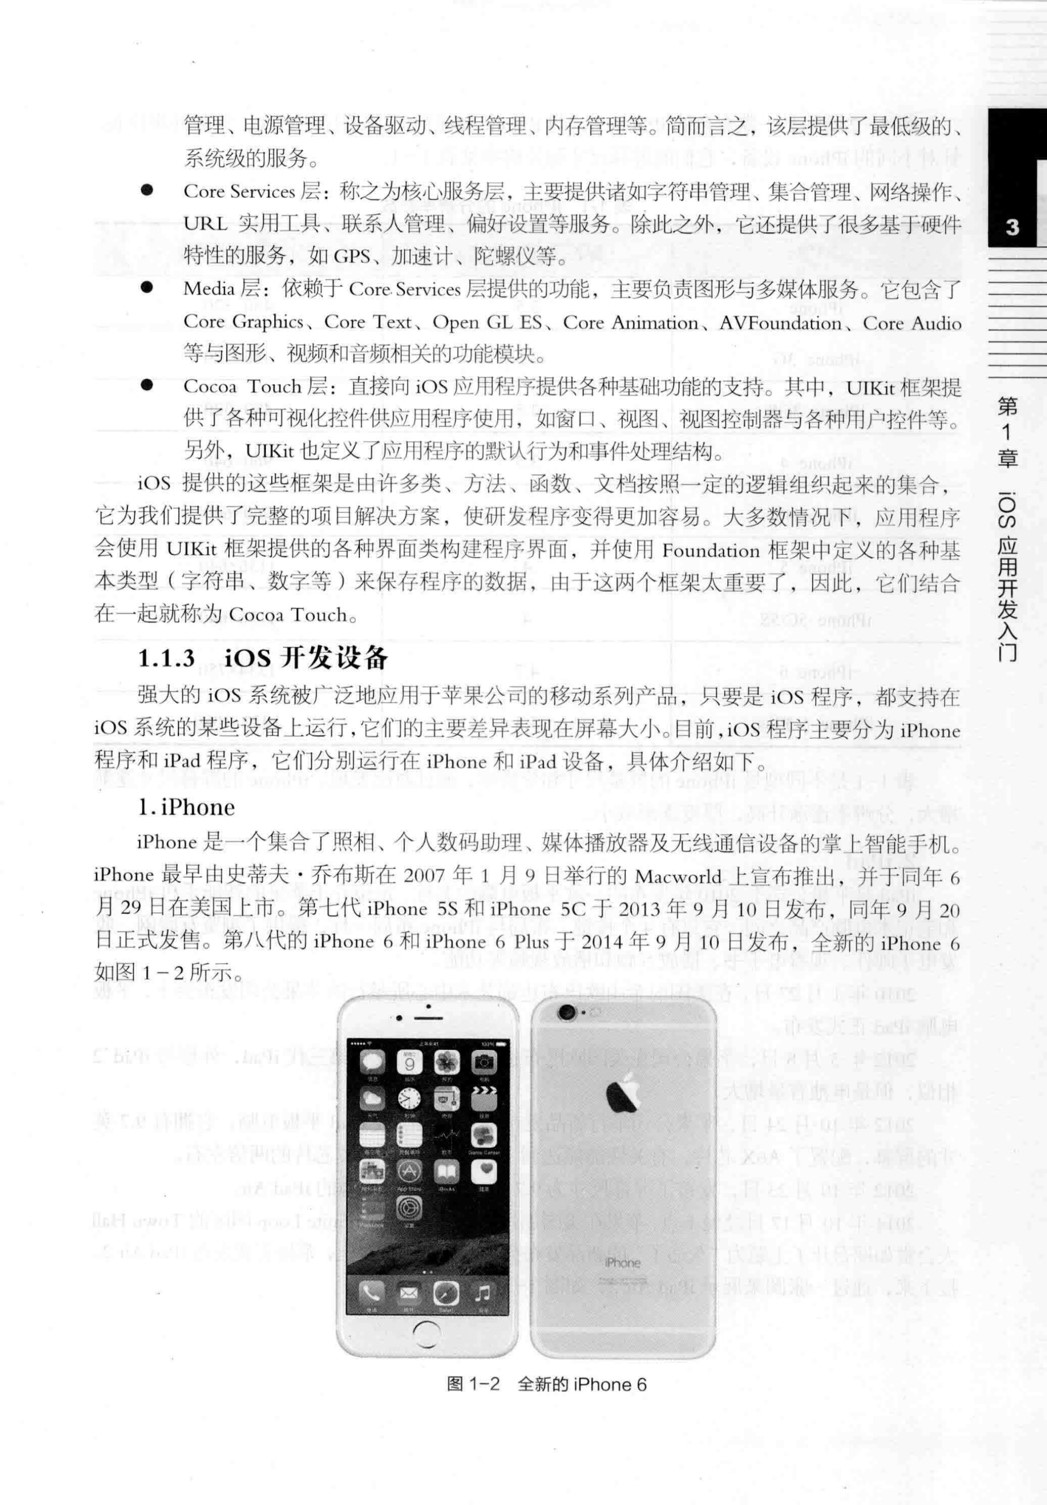 管理、电源管理、设备驱动、线程管理、内存管理等。简而言之，该层提供了最低级的、
系统级的服务。
● Core Services 层：称之为核心服务层，主要提供诸如字符串管理、集合管理、网络操作、
URL 实用工具、联系人管理、偏好设置等服务。除此之外，它还提供了很多基于硬件
特性的服务，如 GPS、加速计、陀螺仪等。
● Media 层：依赖于 Core Services 层提供的功能，主要负责图形与多媒体服务。它包含了
Core Graphics、Core Text、Open GL ES、Core Animation、AVFoundation、Core Audio
等与图形、视频和音频相关的功能模块。
● Cocoa Touch 层：直接向 iOS 应用程序提供各种基础功能的支持。其中，UIKit 框架提
供了各种可视化控件供应用程序使用，如窗口、视图、视图控制器与各种用户控件等。
另外，UIKit 也定义了应用程序的默认行为和事件处理结构。
iOS 提供的这些框架是由许多类、方法、函数、文档按照一定的逻辑组织起来的集合，
它为我们提供了完整的项目解决方案，使研发程序变得更加容易。大多数情况下，应用程序
会使用 UIKit 框架提供的各种界面类构建程序界面，并使用 Foundation 框架中定义的各种基
本类型（字符串、数字等）来保存程序的数据，由于这两个框架太重要了，因此，它们结合
在一起就称为 Cocoa Touch。
1.1.3 iOS 开发设备
强大的 iOS 系统被广泛地应用于苹果公司的移动系列产品，只要是 iOS 程序，都支持在
iOS 系统的某些设备上运行，它们的主要差异表现在屏幕大小。目前，iOS 程序主要分为 iPhone
程序和 iPad 程序，它们分别运行在 iPhone 和 iPad 设备，具体介绍如下。
1. iPhone
iPhone 是一个集合了照相、个人数码助理、媒体播放器及无线通信设备的掌上智能手机。
iPhone 最早由史蒂夫·乔布斯在 2007 年 1 月 9 日举行的 Macworld 上宣布推出，并于同年 6
月 29 日在美国上市。第七代 iPhone 5S 和 iPhone 5C 于 2013 年 9 月 10 日发布，同年 9 月 20
日正式发售。第八代的 iPhone 6 和 iPhone 6 Plus 于 2014 年 9 月 10 日发布，全新的 iPhone 6
如图 1-2 所示。
9
iPhone
图 1-2 全新的 iPhone 6
3
第1章 iOS应用开发入门